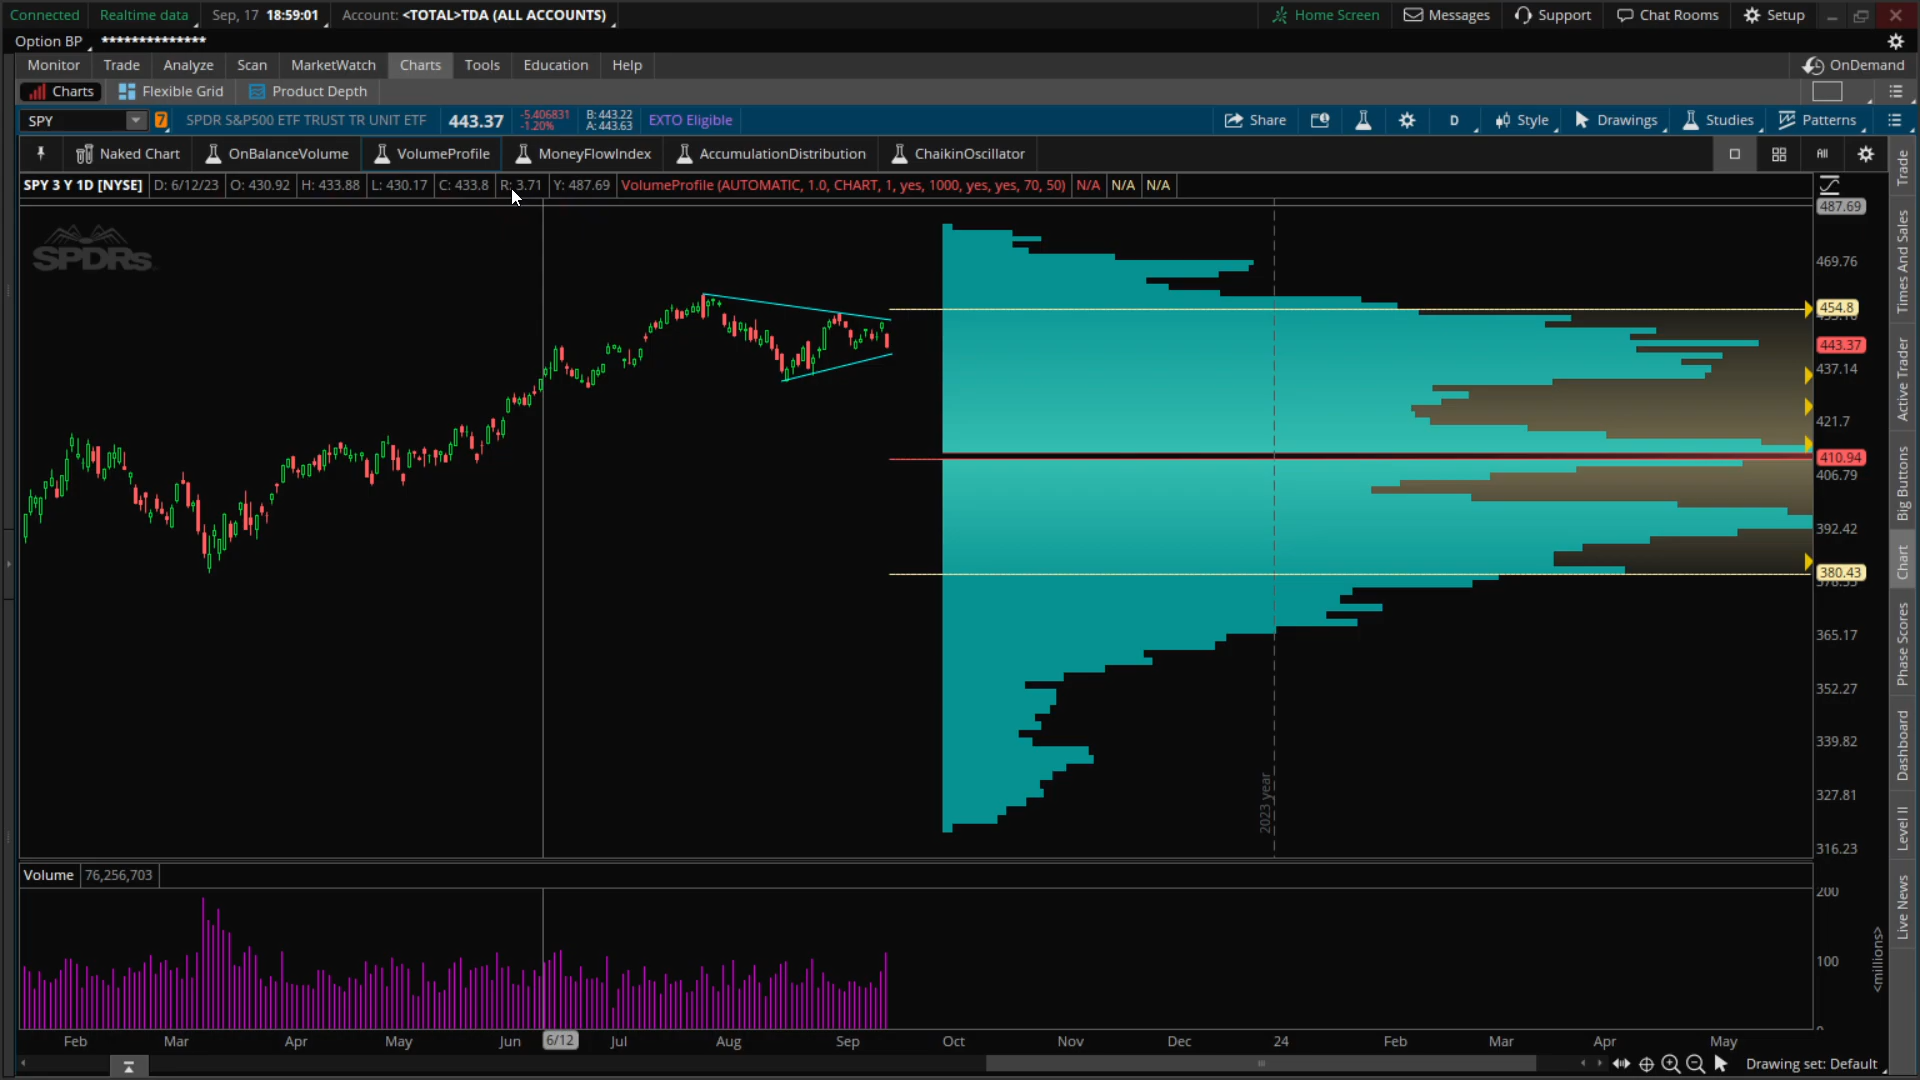 Connected Realtime data Sep, 17 18:59:01 Account: <TOTAL>TDA (ALL ACCOUNTS) Home Screen Messages Support Chat Rooms Setup
Option BP **************
Monitor Trade Analyze Scan MarketWatch Charts Tools Education Help OnDemand
Charts Flexible Grid Product Depth
SPY 7 SPDR S&P500 ETF TRUST TR UNIT ETF 443.37 -5.406831 -1.20% B: 443.22 A: 443.63 EXTO Eligible Share D Style Drawings Studies Patterns
Naked Chart OnBalanceVolume VolumeProfile MoneyFlowIndex AccumulationDistribution ChaikinOscillator All
SPY 3 Y 1D [NYSE] D: 6/12/23 O: 430.92 H: 433.88 L: 430.17 C: 433.8 R: 3.71 Y: 487.69 VolumeProfile (AUTOMATIC, 1.0, CHART, 1, yes, 1000, yes, yes, 70, 50) N/A N/A N/A
487.69
SPDRs
469.76
454.8
443.37
437.14
421.7
410.94
406.79
392.42
380.43
365.17
352.27
339.82
327.81
316.23
2023 year
Volume 76,256,703
200
100
<millions>
Feb Mar Apr May Jun 6/12 Jul Aug Sep Oct Nov Dec 24 Feb Mar Apr May
Drawing set: Default
Trade
Times And Sales
Active Trader
Big Buttons
Chart
Phase Scores
Dashboard
Level II
Live News